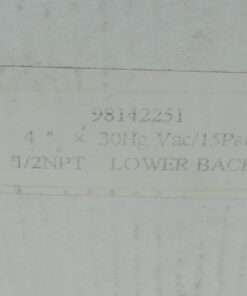 98142251
4 " × 30Hg Vac/15Psi
1/2NPT LOWER BACK